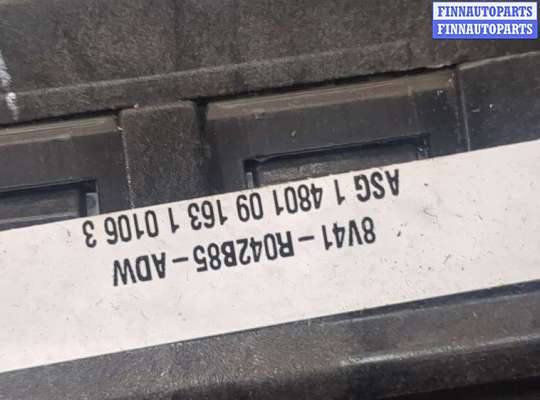 FINNAUTOPARTS
FINNAUTOPARTS
8V41-R042B85-ADW
ASG 1 4801 09 163 1 0106 3